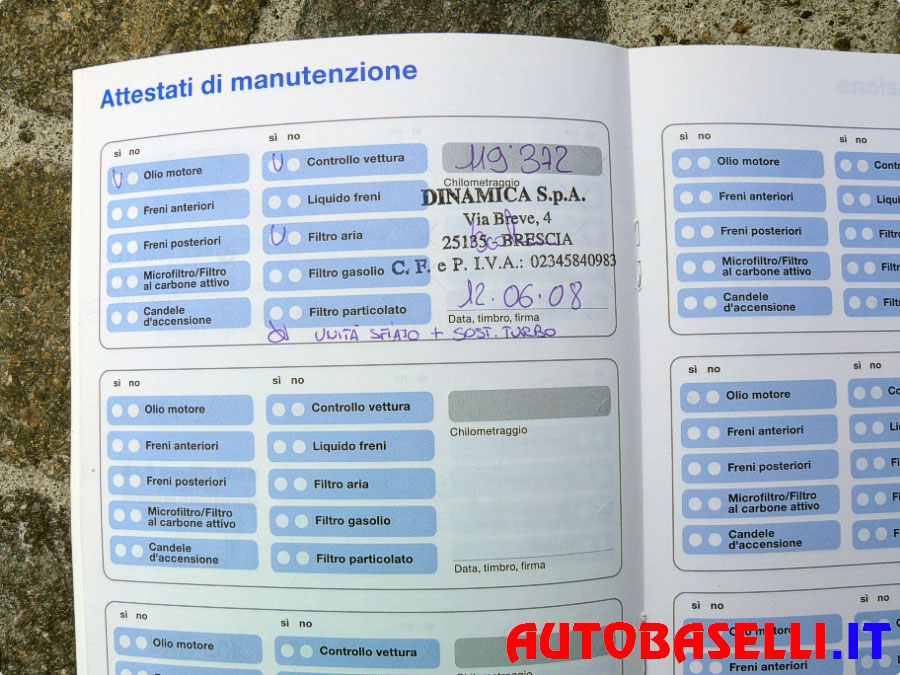 Attestati di manutenzione
sì no
Olio motore
Freni anteriori
Freni posteriori
Microfiltro/Filtro
al carbone attivo
Candele
d'accensione
sì no
Controllo vettura
Liquido freni
Filtro aria
Filtro gasolio
Filtro particolato
119'372
Chilometraggio
DINAMICA S.p.A.
Via Breve, 4
25135 BRESCIA
C. F. e P. I.V.A.: 02345840983
12.06.08
Data, timbro, firma
UNITÀ SFIATO + SOST. TURBO
sì no
Olio motore
Freni anteriori
Freni posteriori
Microfiltro/Filtro
al carbone attivo
Candele
d'accensione
sì no
Controllo vettura
Liquido freni
Filtro aria
Filtro gasolio
Filtro particolato
Chilometraggio
Data, timbro, firma
sì no
Olio motore
sì no
Controllo vettura
sì no
Olio motore
Freni anteriori
Freni posteriori
Microfiltro/Filtro
al carbone attivo
Candele
d'accensione
sì no
sì no
Olio motore
Freni anteriori
Freni posteriori
Microfiltro/Filtro
al carbone attivo
Candele
d'accensione
sì no
sì no
Olio motore
Freni anteriori
sì no
AUTOBASELLI.IT